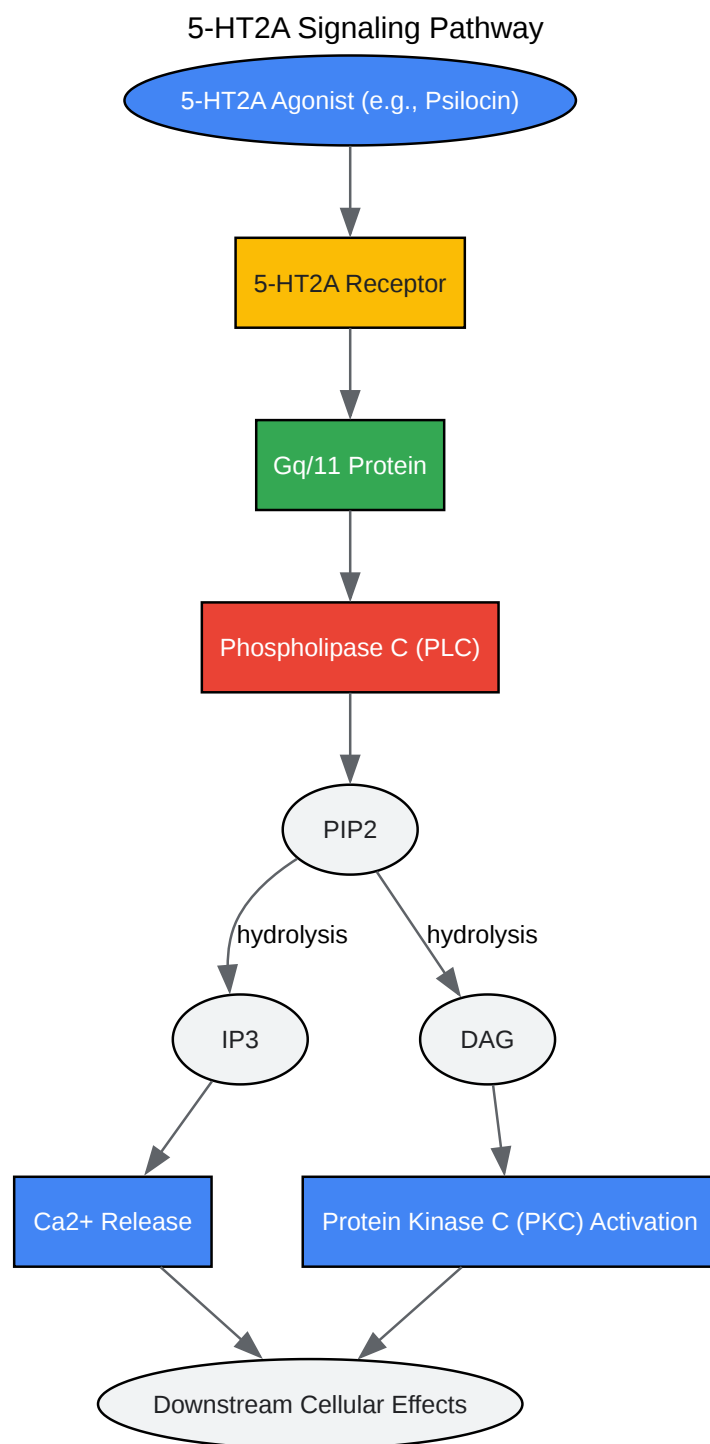 5-HT2A Signaling Pathway
5-HT2A Agonist (e.g., Psilocin)
5-HT2A Receptor
Gq/11 Protein
Phospholipase C (PLC)
PIP2
hydrolysis
hydrolysis
IP3
DAG
Ca2+ Release
Protein Kinase C (PKC) Activation
Downstream Cellular Effects